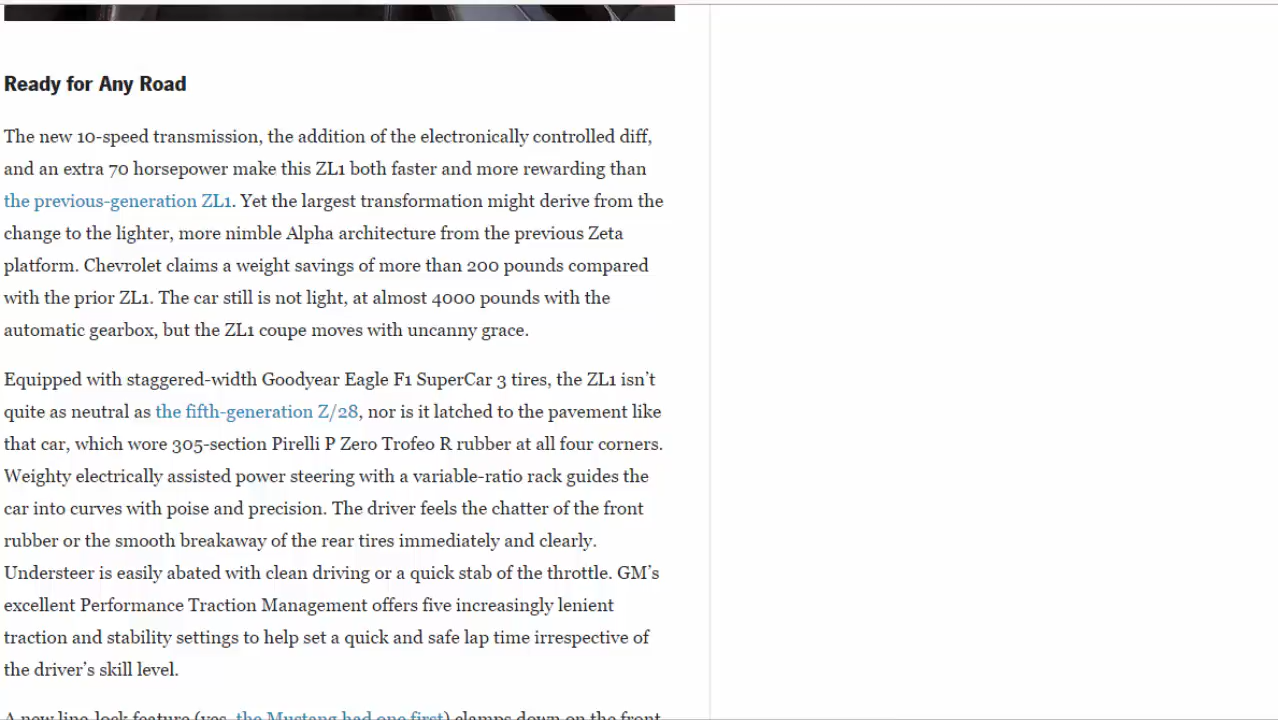 Ready for Any Road
The new 10-speed transmission, the addition of the electronically controlled diff,
and an extra 70 horsepower make this ZL1 both faster and more rewarding than
the previous-generation ZL1. Yet the largest transformation might derive from the
change to the lighter, more nimble Alpha architecture from the previous Zeta
platform. Chevrolet claims a weight savings of more than 200 pounds compared
with the prior ZL1. The car still is not light, at almost 4000 pounds with the
automatic gearbox, but the ZL1 coupe moves with uncanny grace.
Equipped with staggered-width Goodyear Eagle F1 SuperCar 3 tires, the ZL1 isn’t
quite as neutral as the fifth-generation Z/28, nor is it latched to the pavement like
that car, which wore 305-section Pirelli P Zero Trofeo R rubber at all four corners.
Weighty electrically assisted power steering with a variable-ratio rack guides the
car into curves with poise and precision. The driver feels the chatter of the front
rubber or the smooth breakaway of the rear tires immediately and clearly.
Understeer is easily abated with clean driving or a quick stab of the throttle. GM’s
excellent Performance Traction Management offers five increasingly lenient
traction and stability settings to help set a quick and safe lap time irrespective of
the driver’s skill level.
A new line-lock feature (yes, the Mustang had one first) clamps down on the front